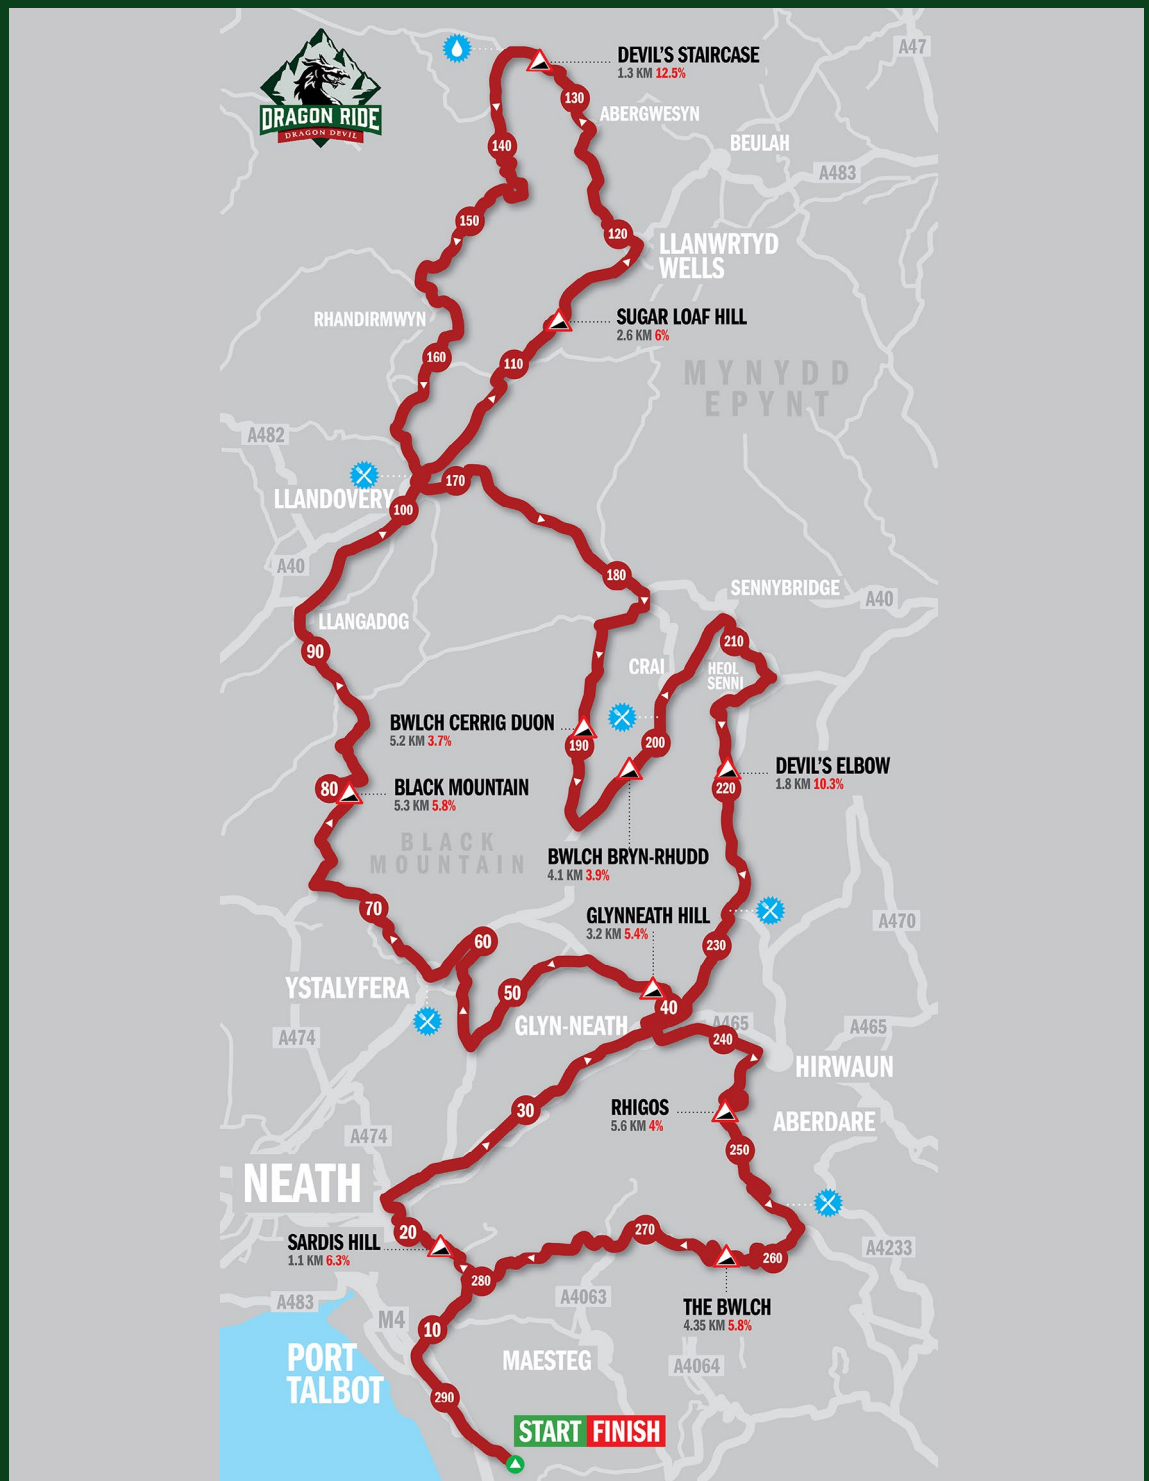 DRAGON RIDE
DRAGON DEVIL
DEVIL'S STAIRCASE
1.3 KM 12.5%
A47
130
ABERGWESYN
BEULAH
140
A483
150
120
LLANWRTYD
WELLS
RHANDIRMWYN
SUGAR LOAF HILL
2.6 KM 6%
160
110
MYNYDD
EPYNT
A482
170
LLANDOVERY
100
A40
180
SENNYBRIDGE
A40
LLANGADOG
90
210
CRAI
HEOL
SENNI
BWLCH CERRIG DUON
5.2 KM 3.7%
190
200
80
BLACK MOUNTAIN
5.3 KM 5.8%
DEVIL'S ELBOW
1.8 KM 10.3%
220
BLACK
MOUNTAIN
BWLCH BRYN-RHUDD
4.1 KM 3.9%
70
GLYNNEATH HILL
3.2 KM 5.4%
A470
60
230
YSTALYFERA
50
40
GLYN-NEATH
A465
A465
A474
240
HIRWAUN
30
RHIGOS
5.6 KM 4%
ABERDARE
A474
250
NEATH
20
270
SARDIS HILL
1.1 KM 6.3%
260
A4233
280
A483
A4063
THE BWLCH
4.35 KM 5.8%
M4
10
PORT
TALBOT
MAESTEG
A4064
290
START FINISH